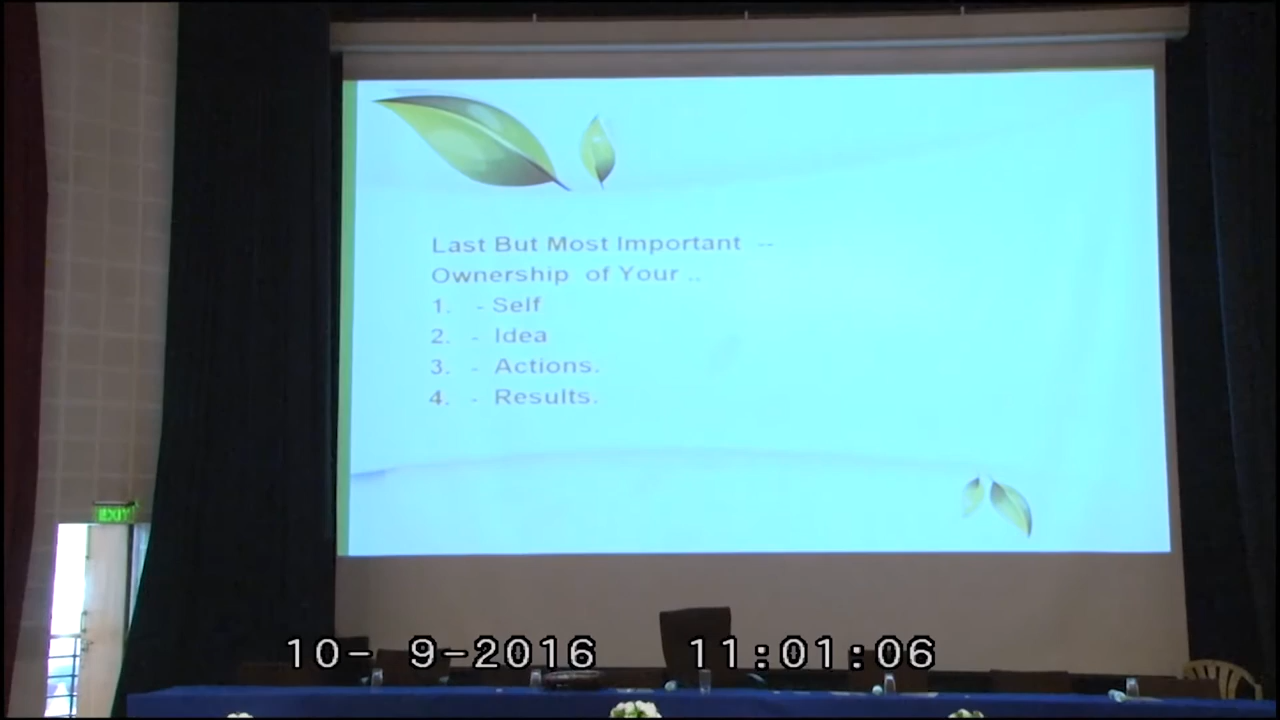 Last But Most Important --
Ownership of Your ..
1. - Self
2. - Idea
3. - Actions.
4. - Results.
EXIT
10- 9-2016 11:01:06